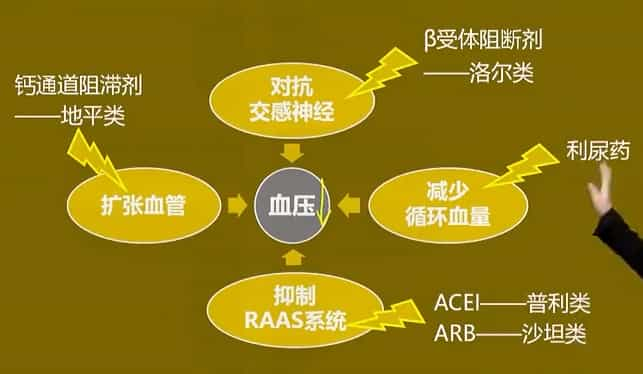 β受体阻断剂
——洛尔类
对抗
交感神经
钙通道阻滞剂
——地平类
利尿药
扩张血管
血压
减少
循环血量
抑制
RAAS系统
ACEI——普利类
ARB——沙坦类